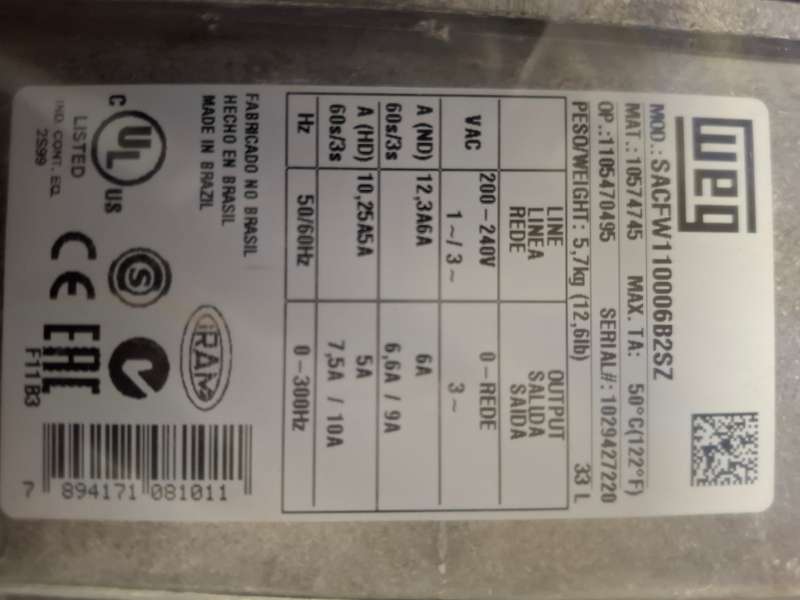 WEG
MOD.: SACFW110006B2SZ
MAT.: 10574745 MAX. TA: 50°C(122°F)
OP.:1105470495 SERIAL#: 1029427220
PESO/WEIGHT: 5,7kg (12,6lb) 33 L
LINE LINEA REDE OUTPUT SALIDA SAIDA
VAC 200-240V 1~/3~ 0-REDE 3~
A (ND) 12,3A6A 6A
60s/3s 6,6A / 9A
A (HD) 10,25A5A 5A
60s/3s 7,5A / 10A
Hz 50/60Hz 0-300Hz
FABRICADO NO BRASIL
HECHO EN BRASIL
MADE IN BRAZIL
IRAM
C UL US
LISTED
IND. CONT. EQ.
2S99
S
CE
EAC
F11 B3
7 894171 081011